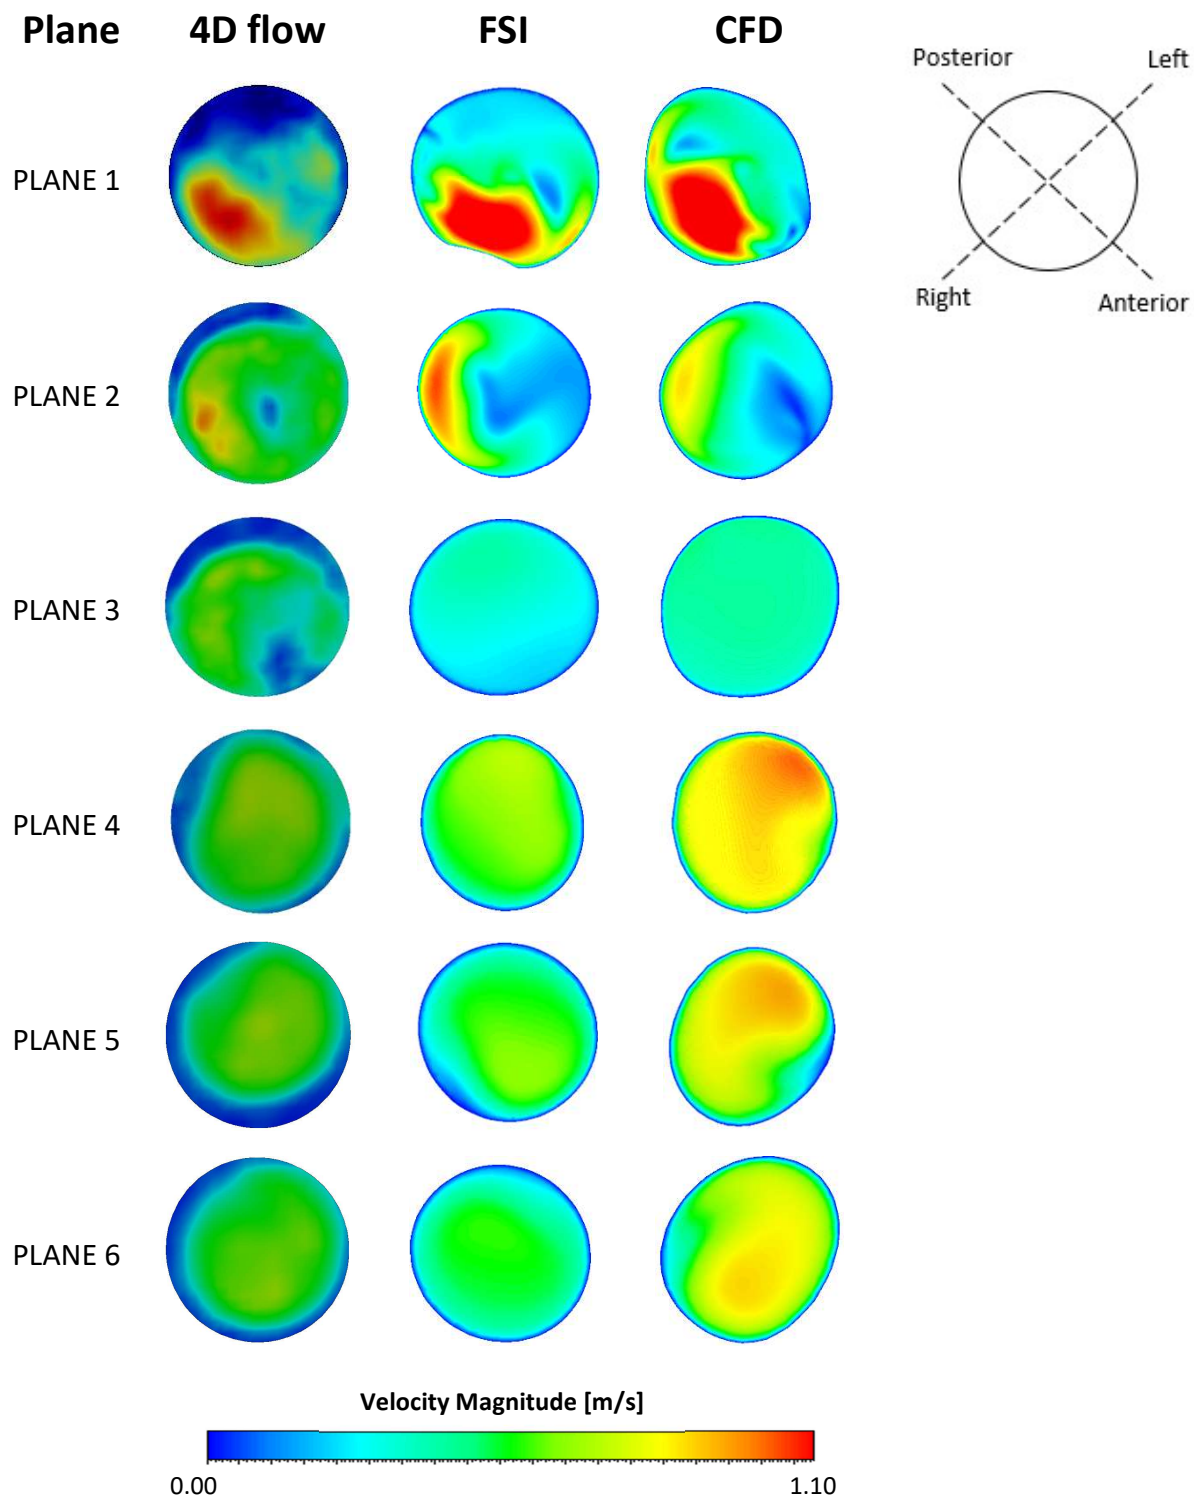 Plane 4D flow FSI CFD
Posterior Left
Right Anterior
PLANE 1
PLANE 2
PLANE 3
PLANE 4
PLANE 5
PLANE 6
Velocity Magnitude [m/s]
0.00 1.10